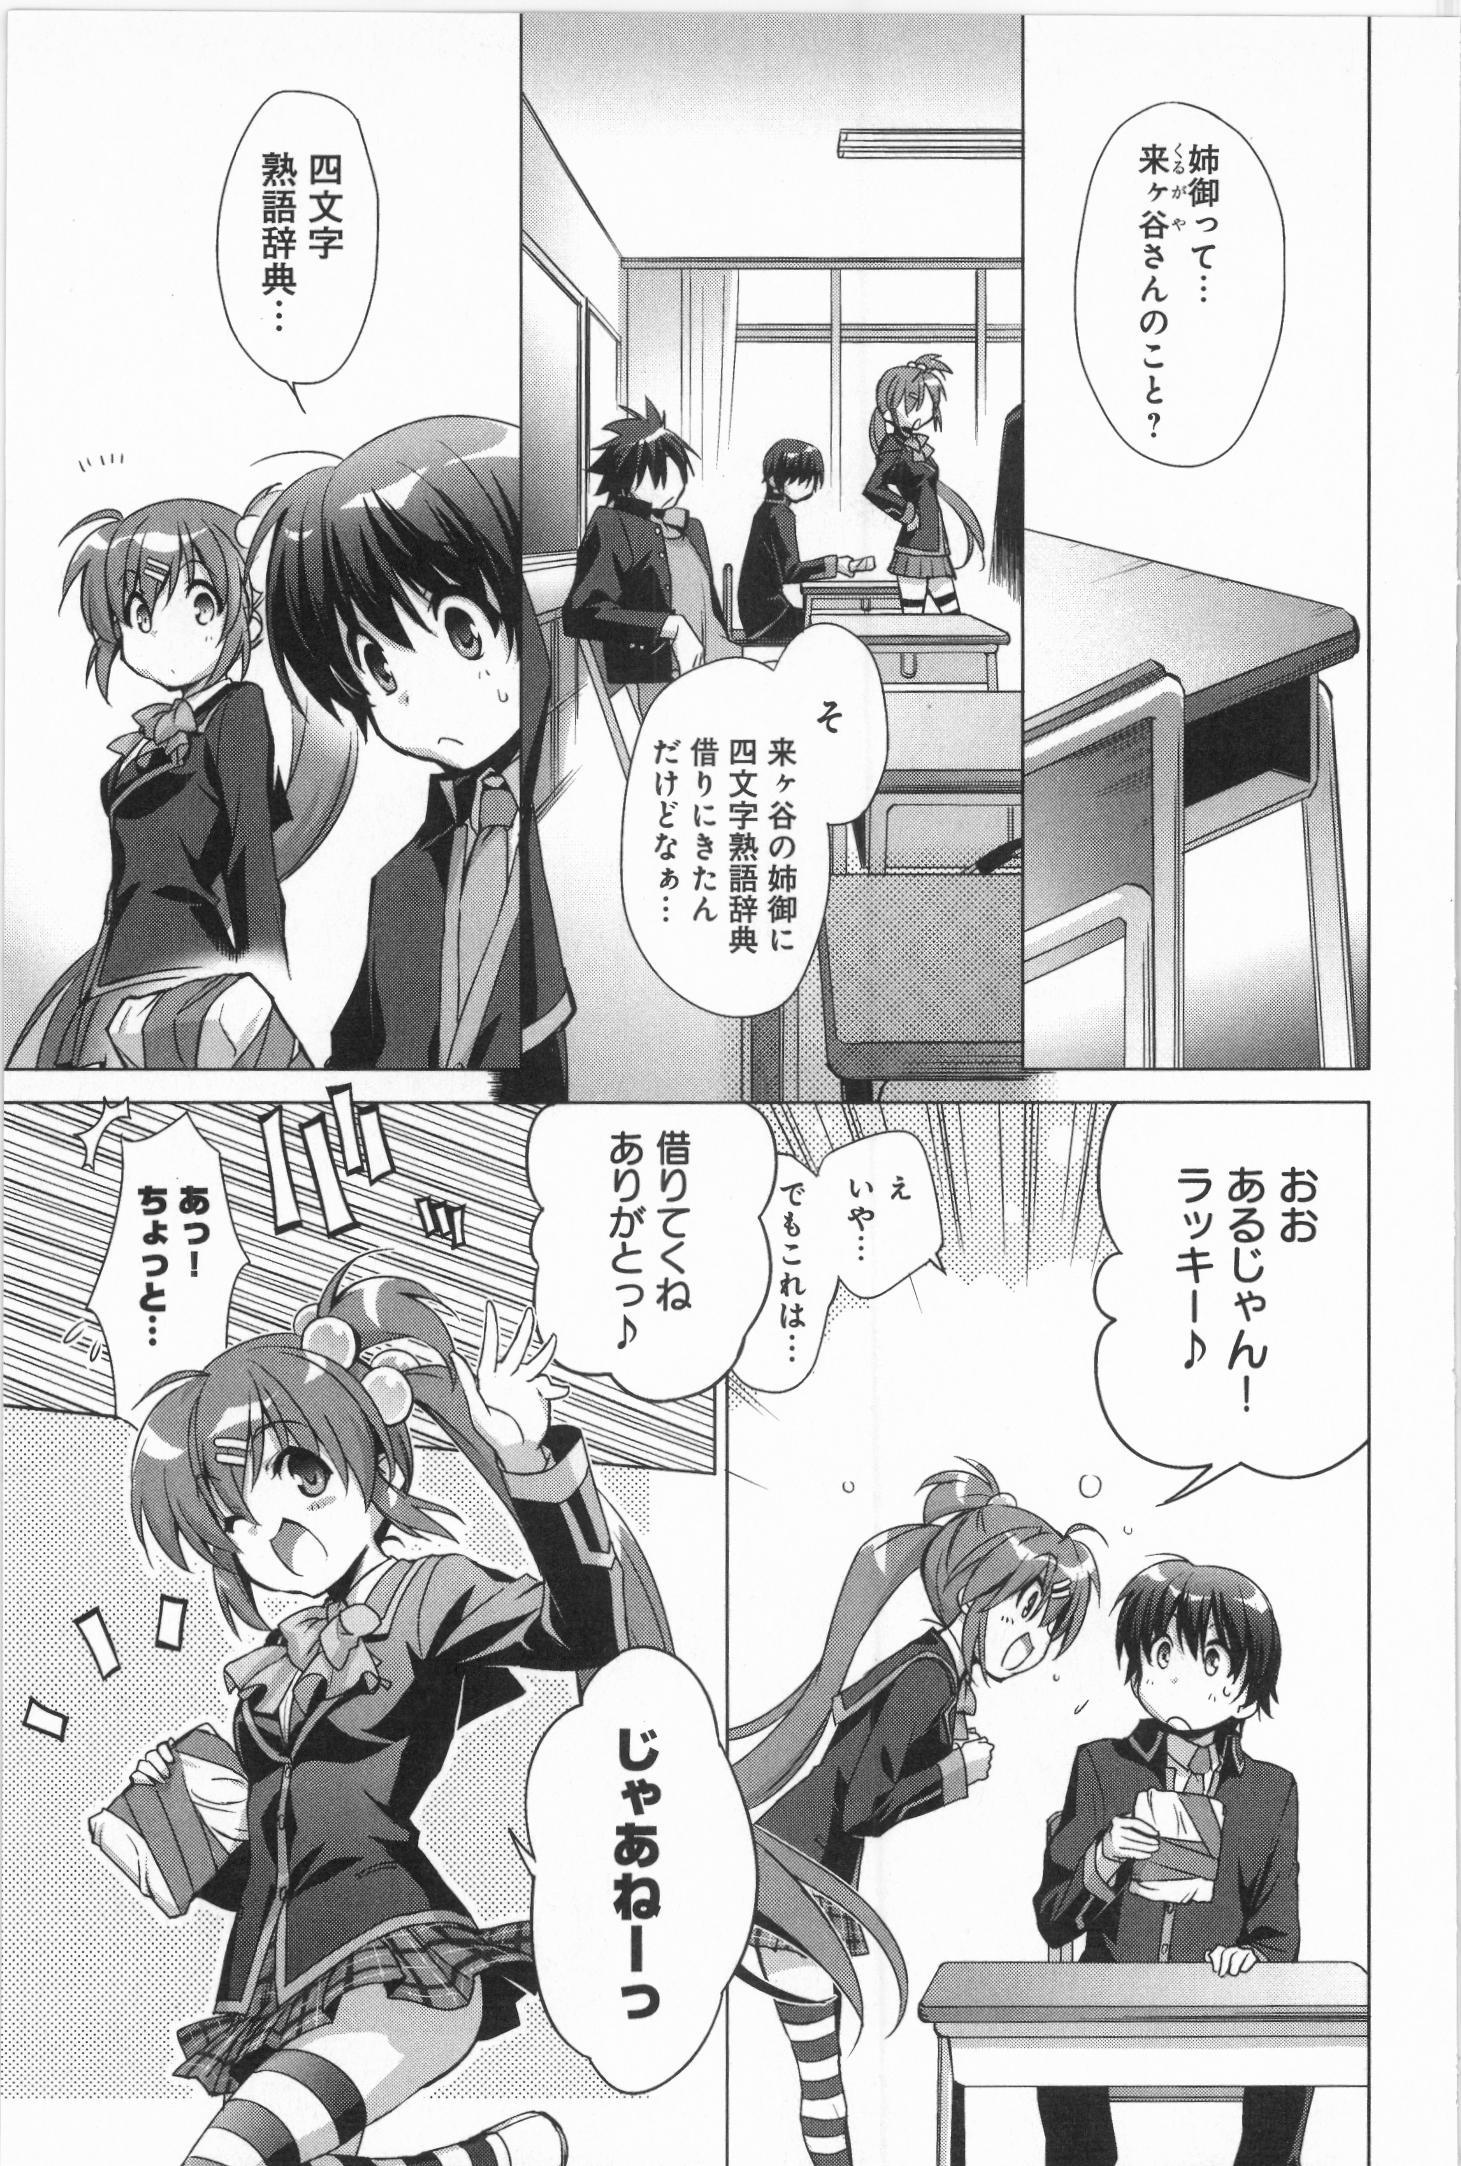 姉御って…
来ヶ谷さんのこと?
くるがや
そ
来ヶ谷の姉御に
四文字熟語辞典
借りにきたん
だけどなぁ…
四文字
熟語辞典…
おお
あるじゃん!
ラッキー♪
え
いや…
でもこれは…
借りてくね
ありがとっ♪
あっ!
ちょっと…
じゃあねーっ